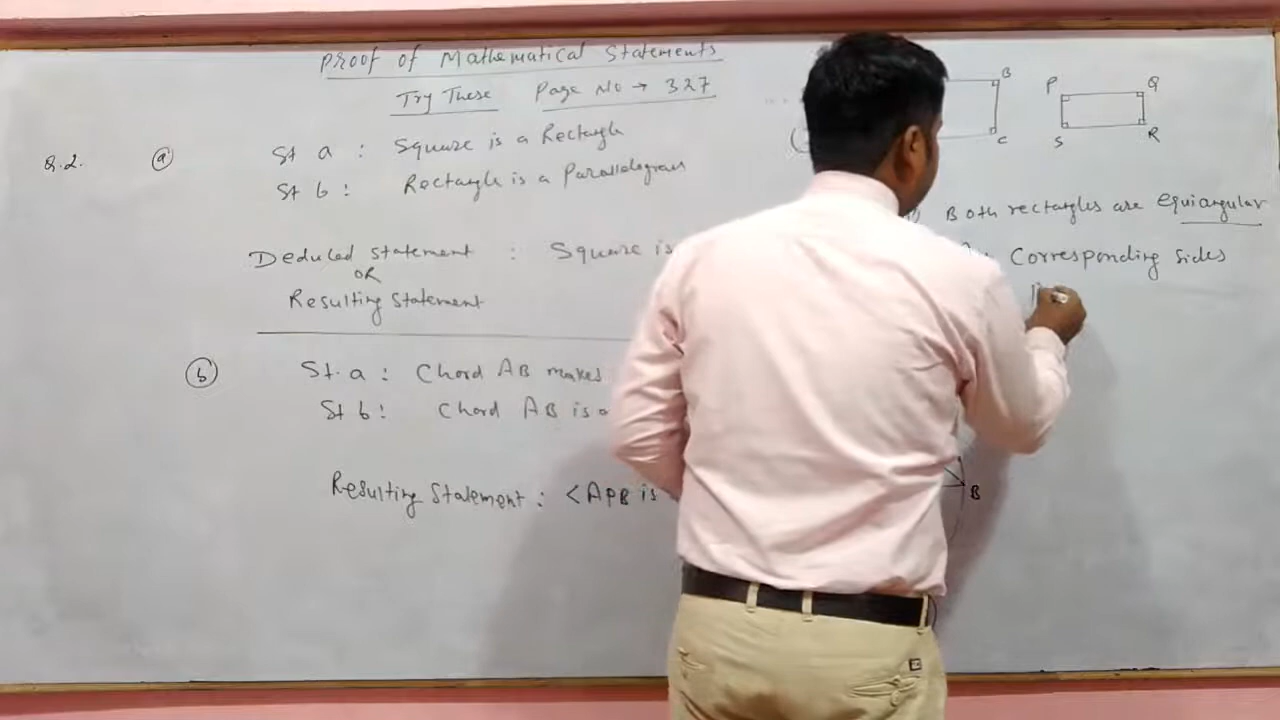 Proof of Mathematical Statements
Try These Page No → 327
Q.2. (a) St a : Square is a Rectangle
St b : Rectangle is a Parallelogram
Deduced Statement : Square is
OR
Resulting Statement
(b) St. a : Chord AB makes
St b : Chord AB is a
Resulting Statement : <APB is
B
C
P Q
S R
Both rectangles are equiangular
Corresponding sides
B